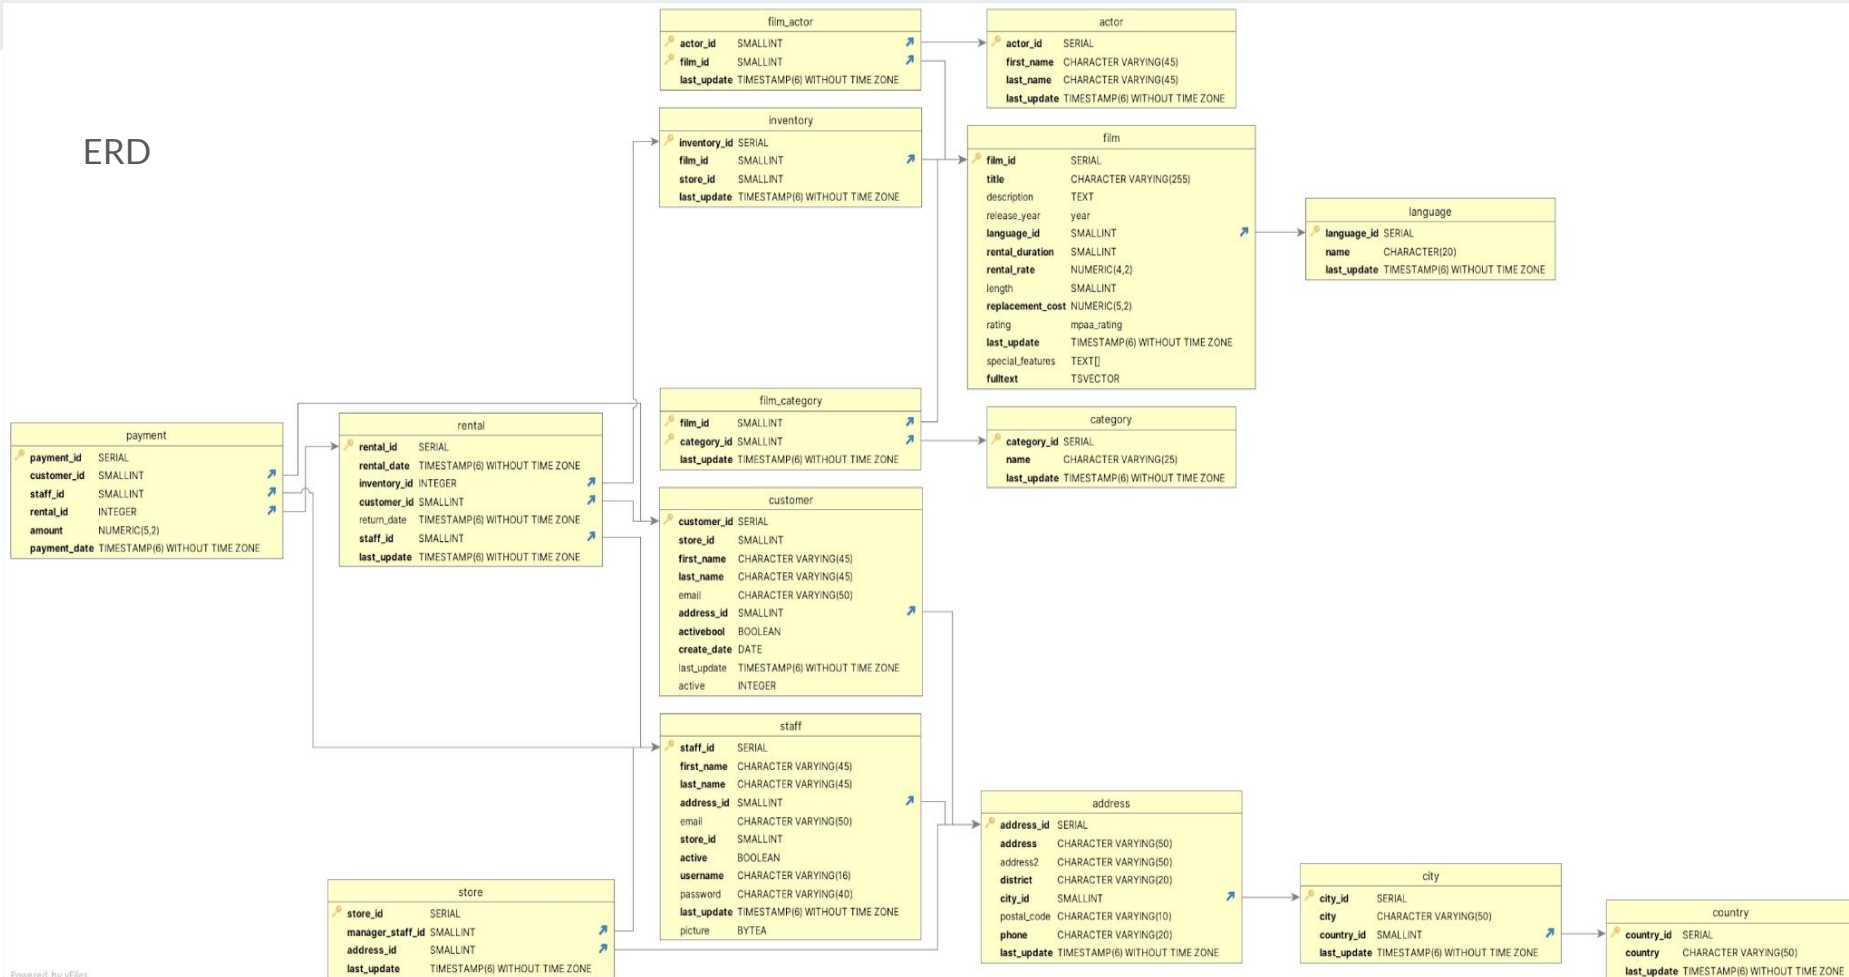 ERD
film_actor
actor_id SMALLINT
film_id SMALLINT
last_update TIMESTAMP(6) WITHOUT TIME ZONE
actor
actor_id SERIAL
first_name CHARACTER VARYING(45)
last_name CHARACTER VARYING(45)
last_update TIMESTAMP(6) WITHOUT TIME ZONE
inventory
inventory_id SERIAL
film_id SMALLINT
store_id SMALLINT
last_update TIMESTAMP(6) WITHOUT TIME ZONE
film
film_id SERIAL
title CHARACTER VARYING(255)
description TEXT
release_year year
language_id SMALLINT
rental_duration SMALLINT
rental_rate NUMERIC(4,2)
length SMALLINT
replacement_cost NUMERIC(5,2)
rating mpaa_rating
last_update TIMESTAMP(6) WITHOUT TIME ZONE
special_features TEXT[]
fulltext TSVECTOR
language
language_id SERIAL
name CHARACTER(20)
last_update TIMESTAMP(6) WITHOUT TIME ZONE
payment
payment_id SERIAL
customer_id SMALLINT
staff_id SMALLINT
rental_id INTEGER
amount NUMERIC(5,2)
payment_date TIMESTAMP(6) WITHOUT TIME ZONE
rental
rental_id SERIAL
rental_date TIMESTAMP(6) WITHOUT TIME ZONE
inventory_id INTEGER
customer_id SMALLINT
return_date TIMESTAMP(6) WITHOUT TIME ZONE
staff_id SMALLINT
last_update TIMESTAMP(6) WITHOUT TIME ZONE
film_category
film_id SMALLINT
category_id SMALLINT
last_update TIMESTAMP(6) WITHOUT TIME ZONE
category
category_id SERIAL
name CHARACTER VARYING(25)
last_update TIMESTAMP(6) WITHOUT TIME ZONE
customer
customer_id SERIAL
store_id SMALLINT
first_name CHARACTER VARYING(45)
last_name CHARACTER VARYING(45)
email CHARACTER VARYING(50)
address_id SMALLINT
activebool BOOLEAN
create_date DATE
last_update TIMESTAMP(6) WITHOUT TIME ZONE
active INTEGER
staff
staff_id SERIAL
first_name CHARACTER VARYING(45)
last_name CHARACTER VARYING(45)
address_id SMALLINT
email CHARACTER VARYING(50)
store_id SMALLINT
active BOOLEAN
username CHARACTER VARYING(16)
password CHARACTER VARYING(40)
last_update TIMESTAMP(6) WITHOUT TIME ZONE
picture BYTEA
store
store_id SERIAL
manager_staff_id SMALLINT
address_id SMALLINT
last_update TIMESTAMP(6) WITHOUT TIME ZONE
address
address_id SERIAL
address CHARACTER VARYING(50)
address2 CHARACTER VARYING(50)
district CHARACTER VARYING(20)
city_id SMALLINT
postal_code CHARACTER VARYING(10)
phone CHARACTER VARYING(20)
last_update TIMESTAMP(6) WITHOUT TIME ZONE
city
city_id SERIAL
city CHARACTER VARYING(50)
country_id SMALLINT
last_update TIMESTAMP(6) WITHOUT TIME ZONE
country
country_id SERIAL
country CHARACTER VARYING(50)
last_update TIMESTAMP(6) WITHOUT TIME ZONE
Powered by yFiles